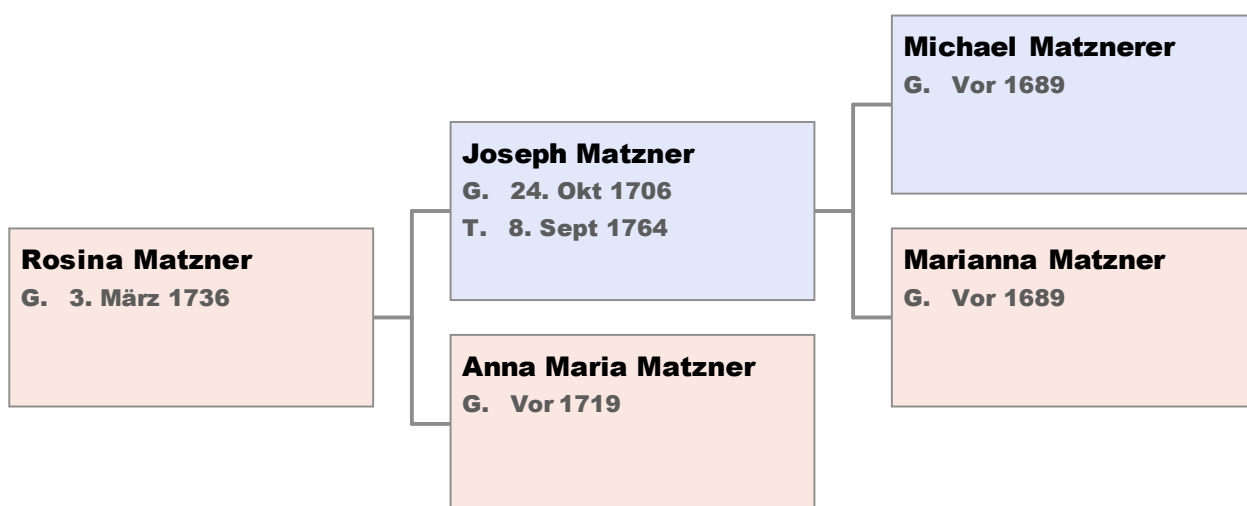 Michael Matznerer
G. Vor 1689
Joseph Matzner
G. 24. Okt 1706
T. 8. Sept 1764
Rosina Matzner
G. 3. März 1736
Marianna Matzner
G. Vor 1689
Anna Maria Matzner
G. Vor 1719